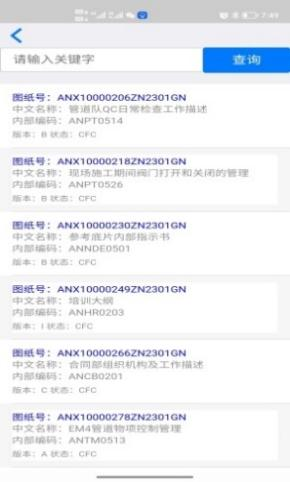 7:49
请输入关键字
查询
图纸号: ANX10000206ZN2301GN
中文名称: 管道队QC日常检查工作描述
内部编码: ANPT0514
版本: B 状态: CFC
图纸号: ANX10000218ZN2301GN
中文名称: 现场施工期间阀门打开和关闭的管理
内部编码: ANPT0526
版本: B 状态: CFC
图纸号: ANX10000230ZN2301GN
中文名称: 参考底片内部指示书
内部编码: ANNDE0501
版本: B 状态: CFC
图纸号: ANX10000249ZN2301GN
中文名称: 培训大纲
内部编码: ANHR0203
版本: I 状态: CFC
图纸号: ANX10000266ZN2301GN
中文名称: 合同部组织机构及工作描述
内部编码: ANCB0201
版本: C 状态: CFC
图纸号: ANX10000278ZN2301GN
中文名称: EM4管道物项控制管理
内部编码: ANTM0513
版本: A 状态: CFC